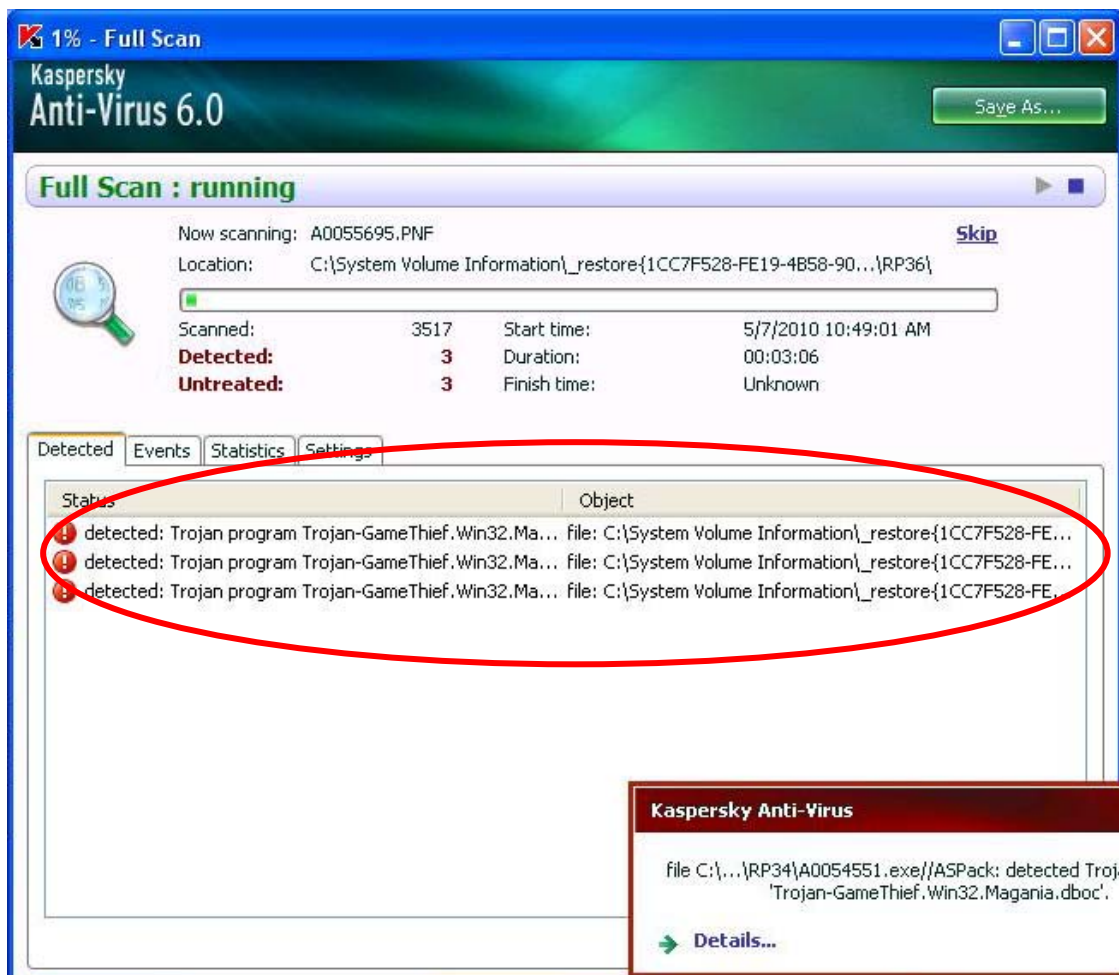 1% - Full Scan
Kaspersky
Anti-Virus 6.0
Save As...
Full Scan : running
Now scanning: A0055695.PNF Skip
Location: C:\System Volume Information\_restore{1CC7F528-FE19-4B58-90...\RP36\
Scanned: 3517 Start time: 5/7/2010 10:49:01 AM
Detected: 3 Duration: 00:03:06
Untreated: 3 Finish time: Unknown
Detected Events Statistics Settings
Status Object
detected: Trojan program Trojan-GameThief.Win32.Ma... file: C:\System Volume Information\_restore{1CC7F528-FE...
detected: Trojan program Trojan-GameThief.Win32.Ma... file: C:\System Volume Information\_restore{1CC7F528-FE...
detected: Trojan program Trojan-GameThief.Win32.Ma... file: C:\System Volume Information\_restore{1CC7F528-FE...
Kaspersky Anti-Virus
file C:\...\RP34\A0054551.exe//ASPack: detected Troj
'Trojan-GameThief.Win32.Magania.dboc'.
Details...